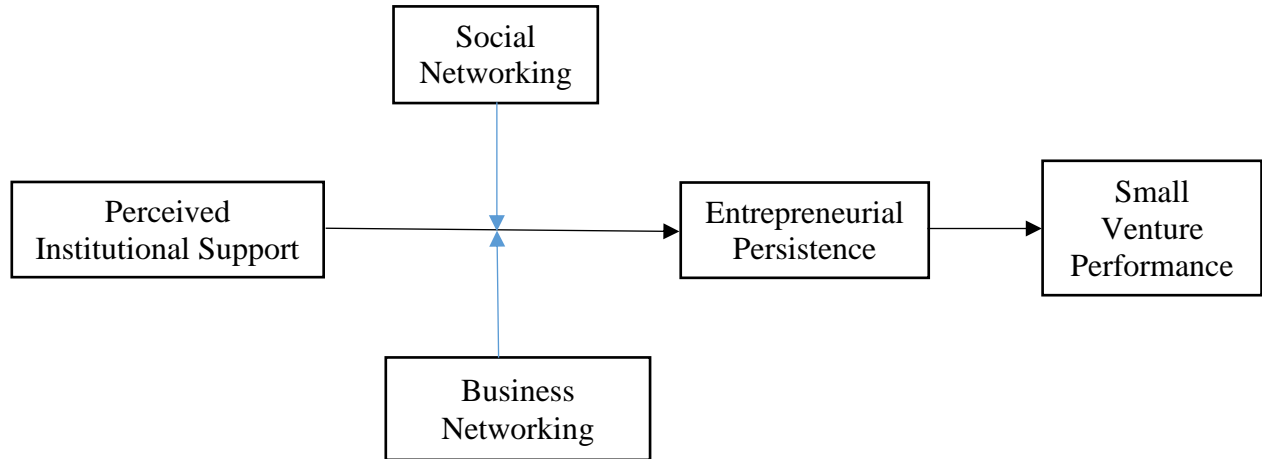 Social
Networking
Perceived
Institutional Support
Entrepreneurial
Persistence
Small
Venture
Performance
Business
Networking